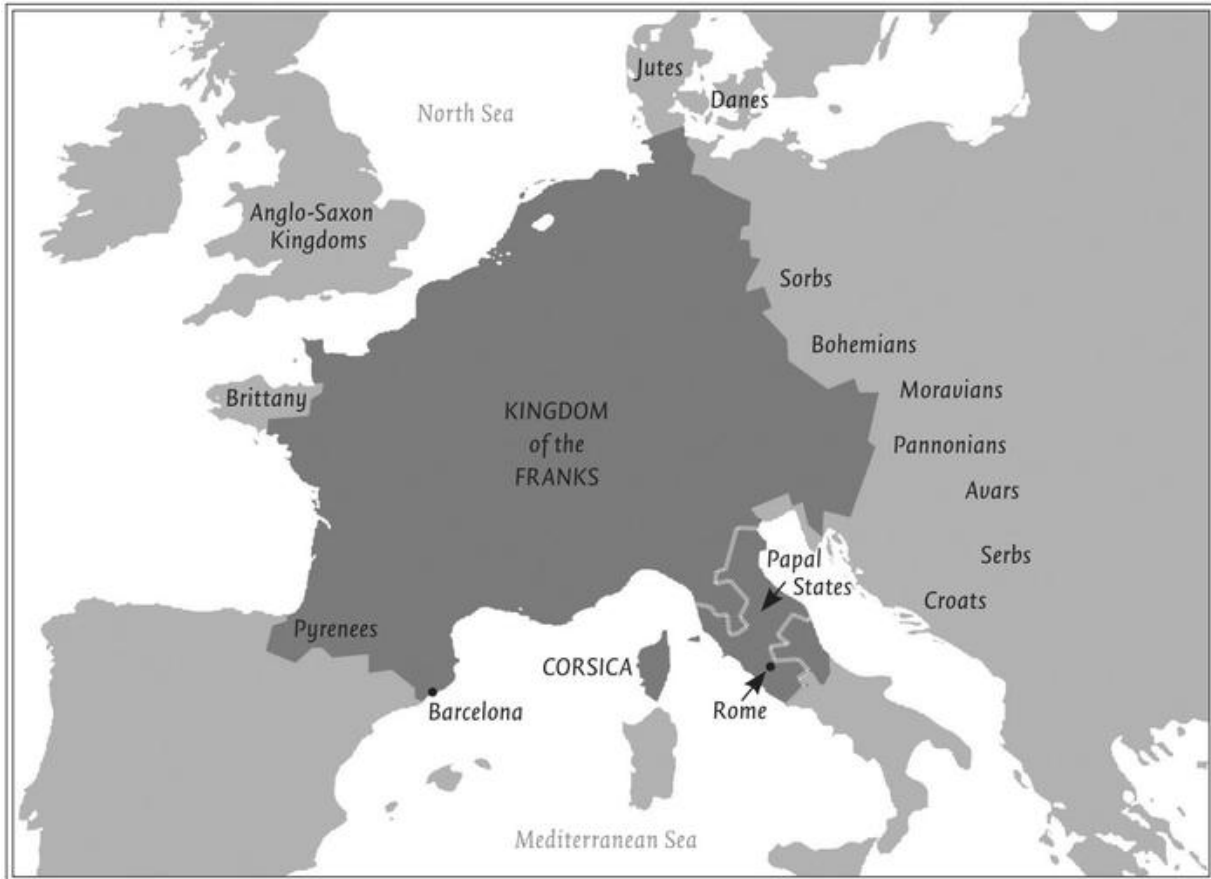 Jutes
Danes
North Sea
Anglo-Saxon
Kingdoms
Sorbs
Bohemians
Brittany
Moravians
KINGDOM
of the
FRANKS
Pannonians
Avars
Papal
States
Serbs
Croats
Pyrenees
CORSICA
Barcelona
Rome
Mediterranean Sea